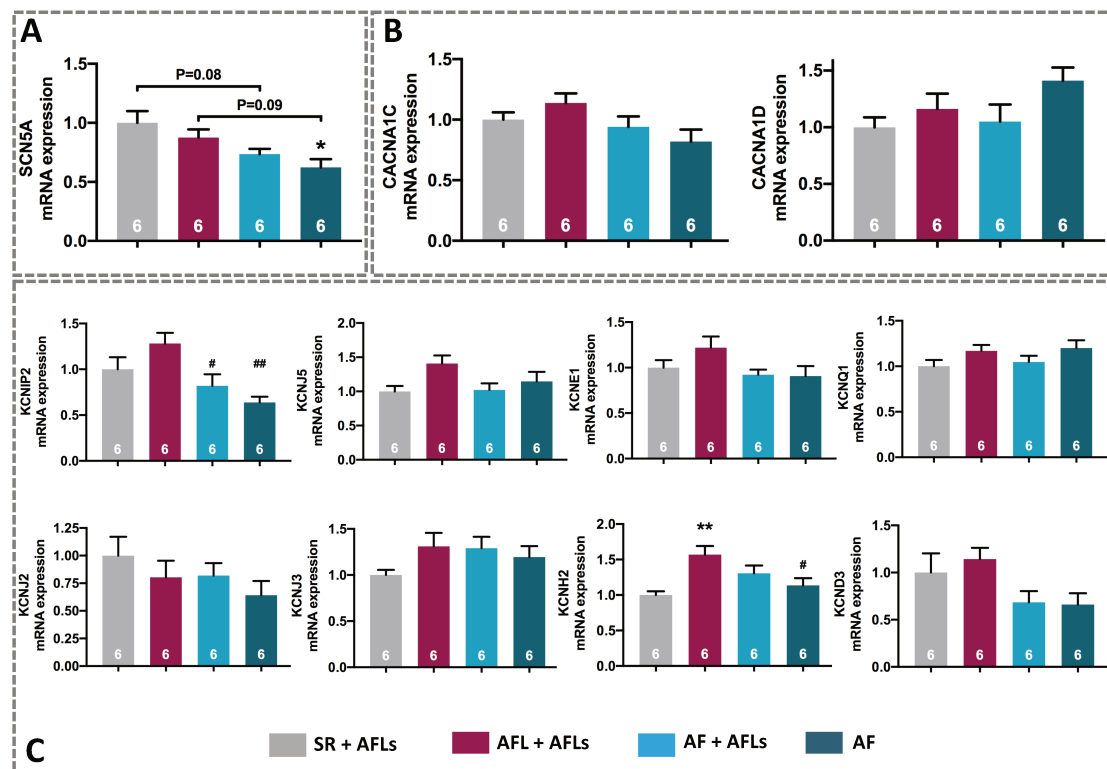 A
SCN5A
mRNA expression
1.5
1.0
0.5
0.0
P=0.08
P=0.09
*
6 6 6 6
B
CACNA1C
mRNA expression
1.5
1.0
0.5
0.0
6 6 6 6
CACNA1D
mRNA expression
1.5
1.0
0.5
0.0
6 6 6 6
KCNIP2
mRNA expression
1.5
1.0
0.5
0.0
# ##
6 6 6 6
KCNJ5
mRNA expression
2.0
1.5
1.0
0.5
0.0
6 6 6 6
KCNE1
mRNA expression
1.5
1.0
0.5
0.0
6 6 6 6
KCNQ1
mRNA expression
1.5
1.0
0.5
0.0
6 6 6 6
KCNJ2
mRNA expression
1.25
1.00
0.75
0.50
0.25
0.00
6 6 6 6
KCNJ3
mRNA expression
1.5
1.0
0.5
0.0
6 6 6 6
KCNH2
mRNA expression
2.0
1.5
1.0
0.5
0.0
** #
6 6 6 6
KCND3
mRNA expression
1.5
1.0
0.5
0.0
6 6 6 6
C
SR + AFLs
AFL + AFLs
AF + AFLs
AF